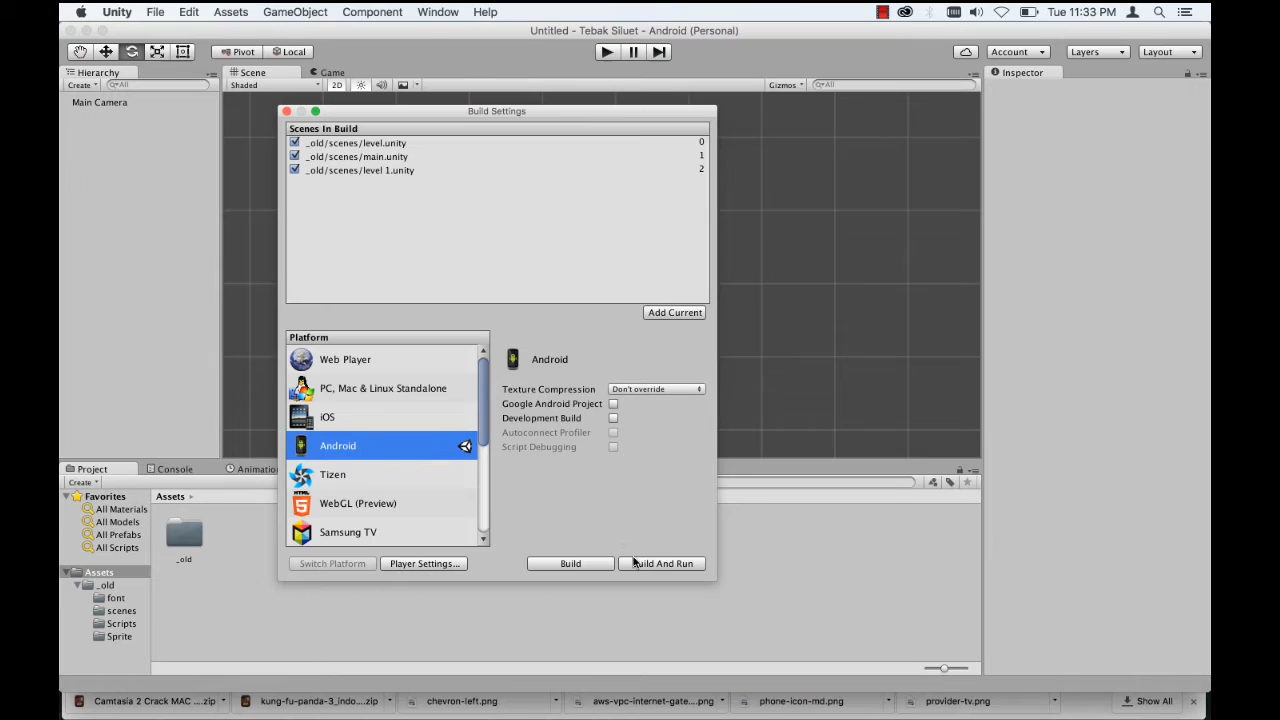 Unity File Edit Assets GameObject Component Window Help Tue 11:33 PM
Untitled - Tebak Siluet - Android (Personal)
Pivot Local Account Layers Layout
Hierarchy Scene Game Inspector
Create All Shaded 2D Gizmos All
Main Camera
Build Settings
Scenes In Build
_old/scenes/level.unity 0
_old/scenes/main.unity 1
_old/scenes/level 1.unity 2
Add Current
Platform
Web Player
PC, Mac & Linux Standalone
iOS
Android
Tizen
HTML
WebGL (Preview)
Samsung TV
Android
Texture Compression Don't override
Google Android Project
Development Build
Autoconnect Profiler
Script Debugging
Switch Platform Player Settings... Build Build And Run
Project Console Animatio
Create
Favorites
All Materials
All Models
All Prefabs
All Scripts
Assets
_old
font
scenes
Scripts
Sprite
Assets
_old
Camtasia 2 Crack MAC ....zip kung-fu-panda-3_indo...zip chevron-left.png aws-vpc-internet-gate....png phone-icon-md.png provider-tv.png Show All